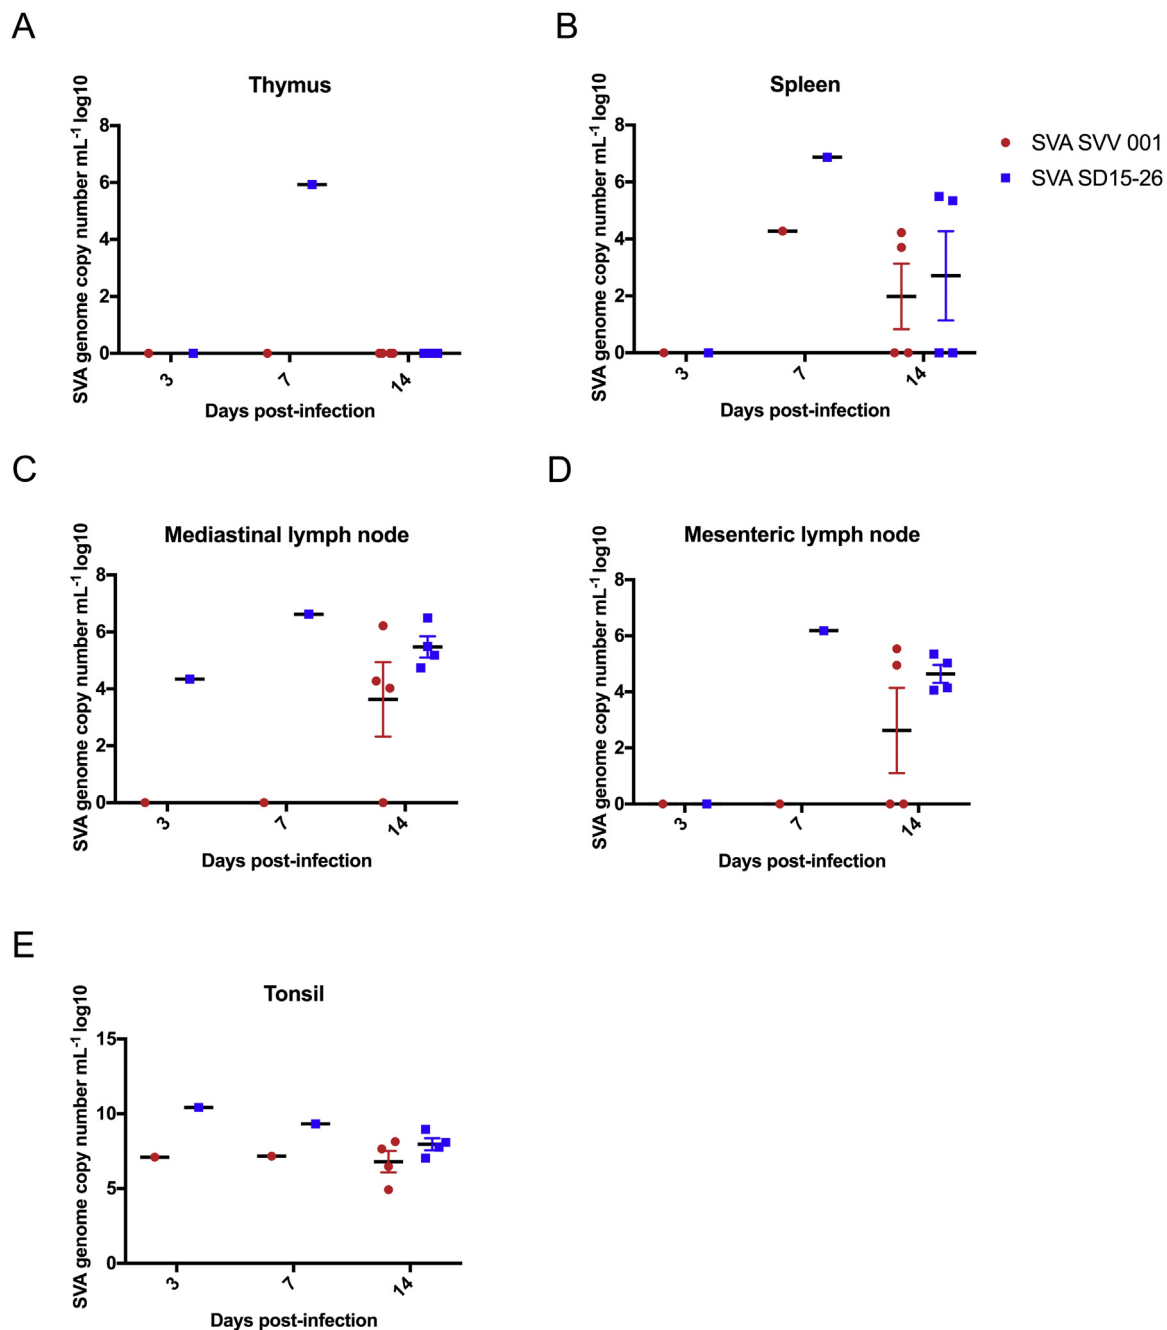 A
Thymus
SVA genome copy number mL⁻¹ log10
8
6
4
2
0
3
7
14
Days post-infection
B
Spleen
SVA genome copy number mL⁻¹ log10
8
6
4
2
0
3
7
14
Days post-infection
SVA SVV 001
SVA SD15-26
C
Mediastinal lymph node
SVA genome copy number mL⁻¹ log10
8
6
4
2
0
3
7
14
Days post-infection
D
Mesenteric lymph node
SVA genome copy number mL⁻¹ log10
8
6
4
2
0
3
7
14
Days post-infection
E
Tonsil
SVA genome copy number mL⁻¹ log10
15
10
5
0
3
7
14
Days post-infection